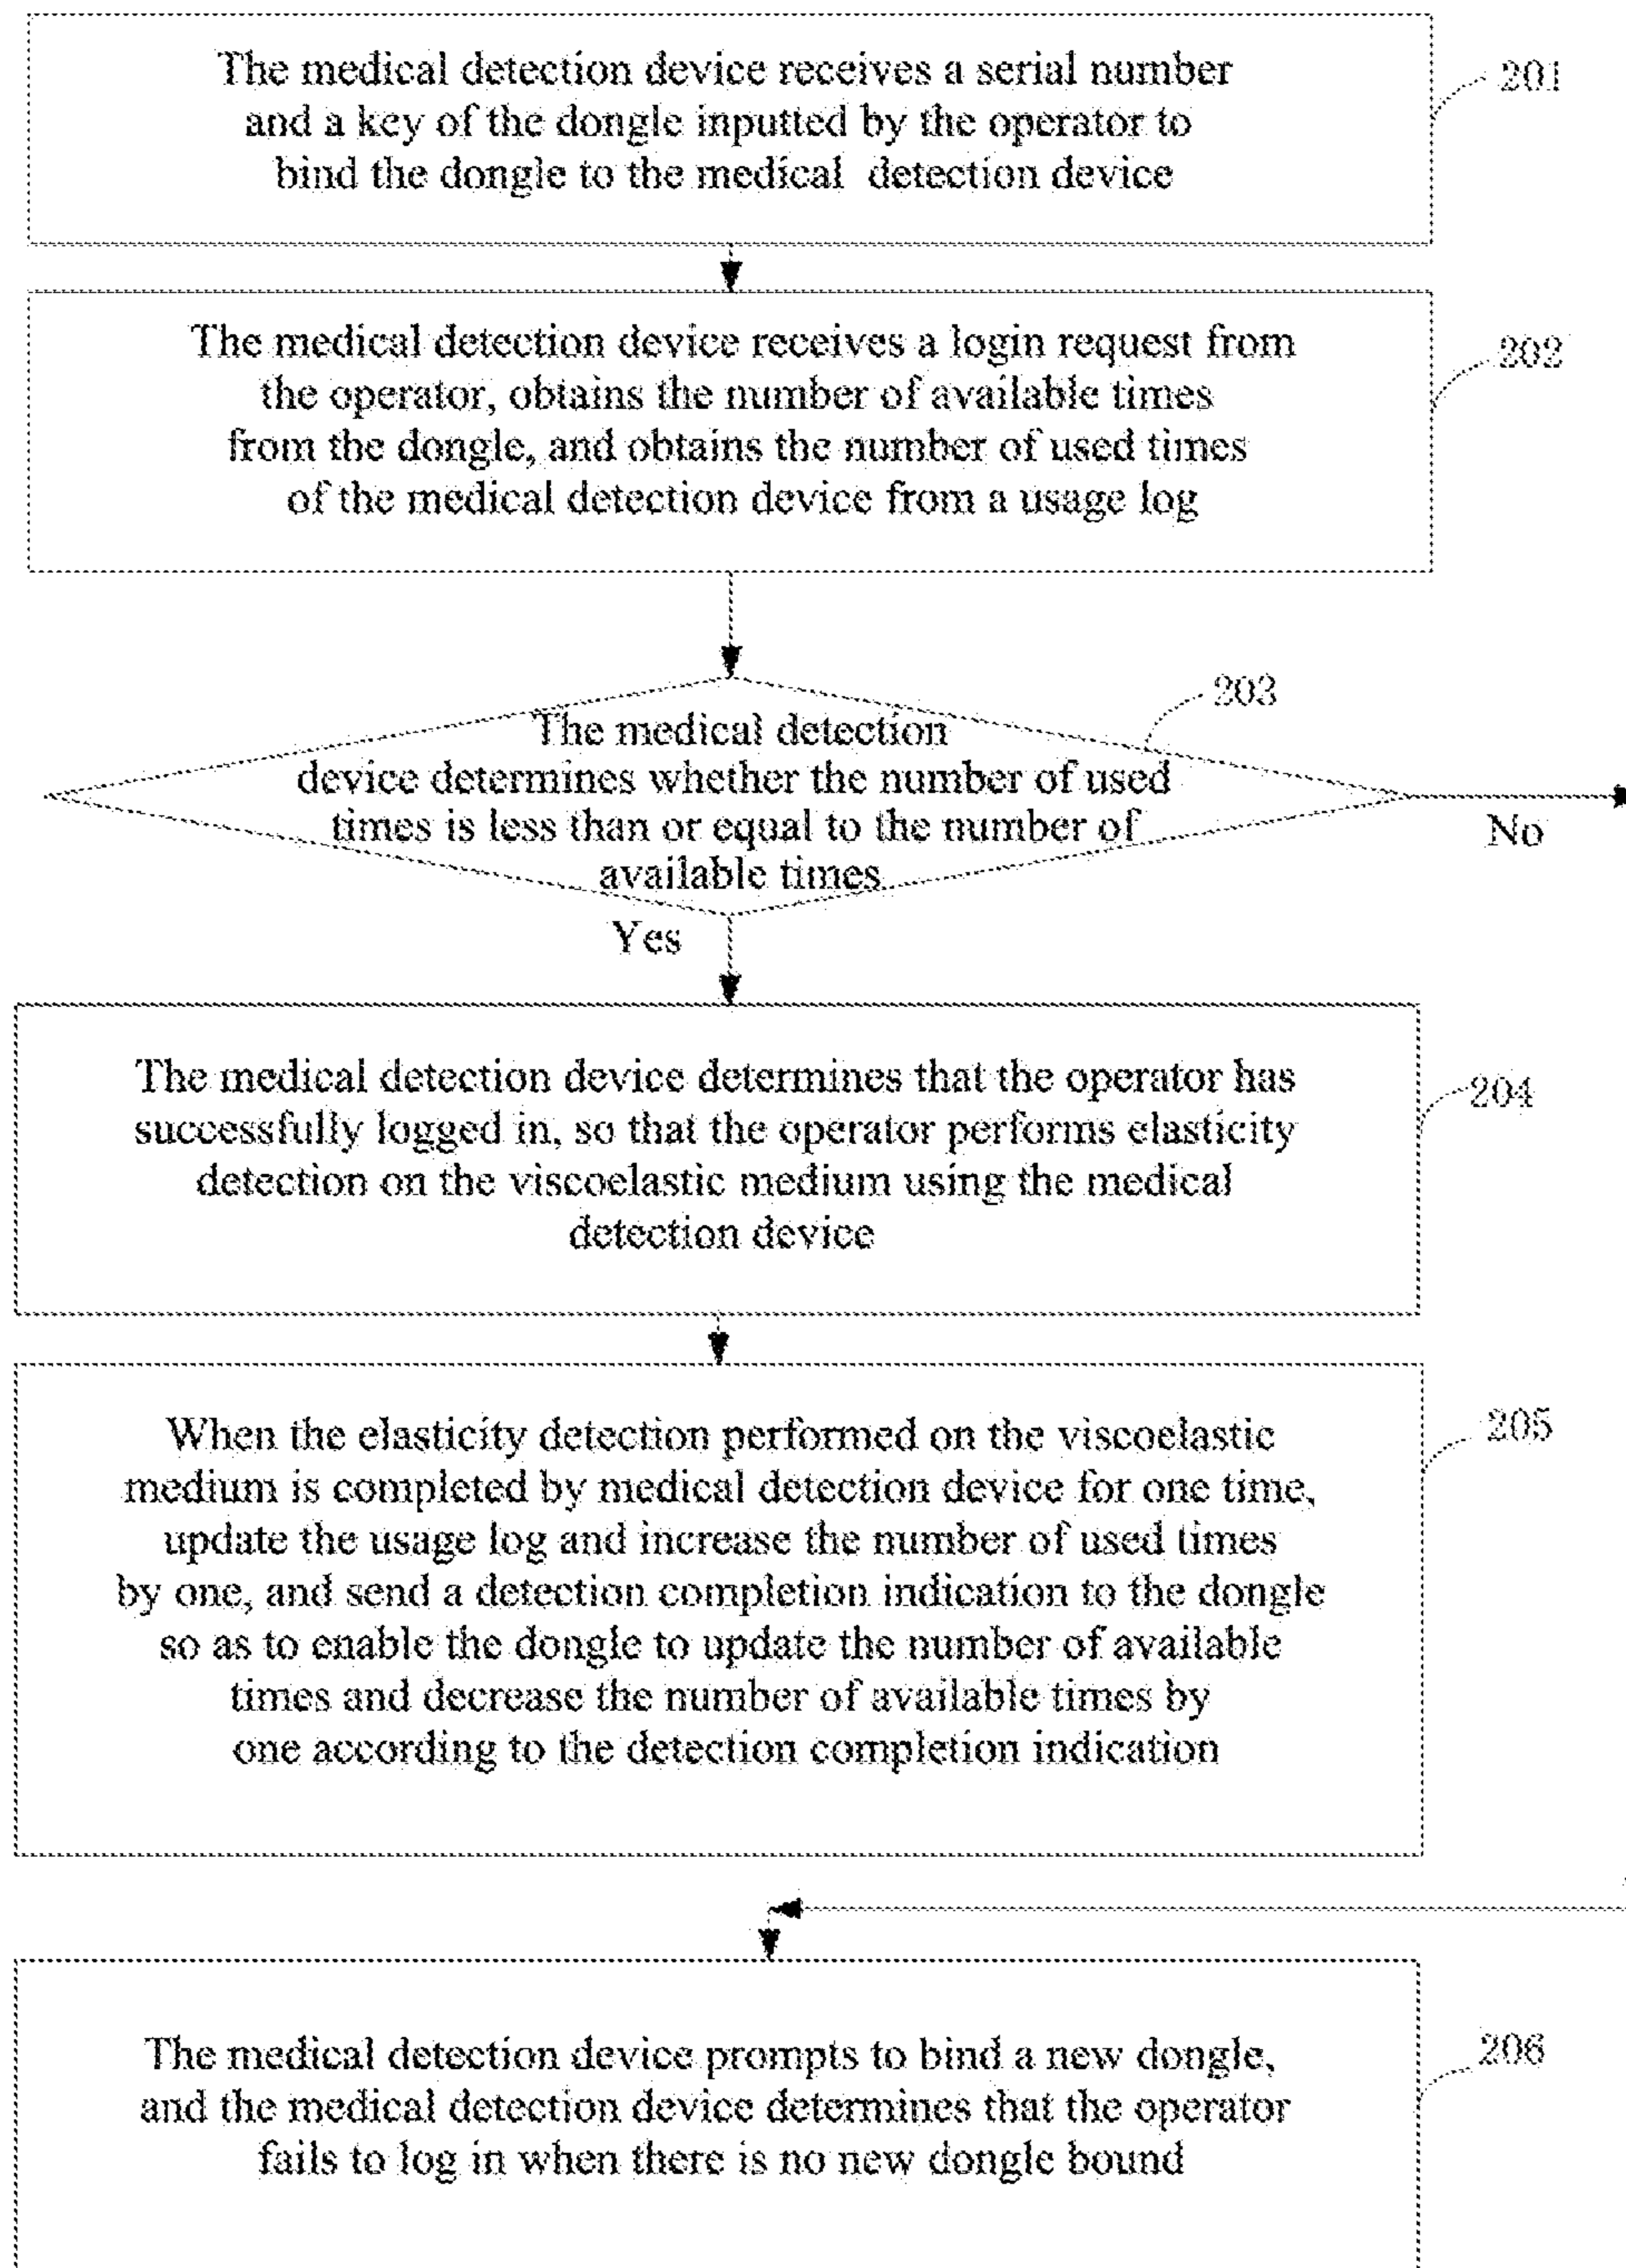 The medical detection device receives a serial number
and a key of the dongle inputted by the operator to
bind the dongle to the medical detection device
201
The medical detection device receives a login request from
the operator, obtains the number of available times
from the dongle, and obtains the number of used times
of the medical detection device from a usage log
202
The medical detection
device determines whether the number of used
times is less than or equal to the number of
available times
203
No
Yes
The medical detection device determines that the operator has
successfully logged in, so that the operator performs elasticity
detection on the viscoelastic medium using the medical
detection device
204
When the elasticity detection performed on the viscoelastic
medium is completed by medical detection device for one time,
update the usage log and increase the number of used times
by one, and send a detection completion indication to the dongle
so as to enable the dongle to update the number of available
times and decrease the number of available times by
one according to the detection completion indication
205
The medical detection device prompts to bind a new dongle,
and the medical detection device determines that the operator
fails to log in when there is no new dongle bound
206